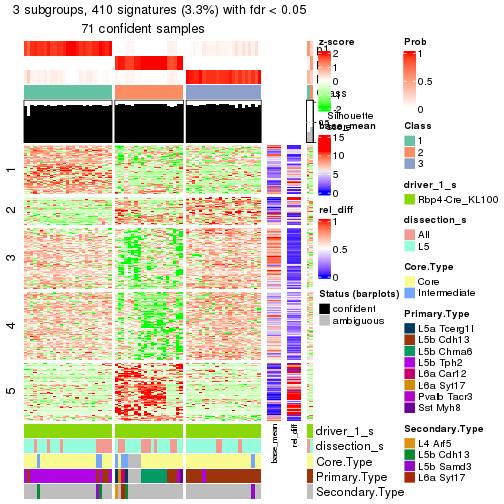 3 subgroups, 410 signatures (3.3%) with fdr < 0.05
71 confident samples
z-score
2
1
0
-2
Silhouette
base_mean
15
10
5
0
rel_diff
1
0.5
0
Status (barplots)
confident
ambiguous
Prob
1
0.5
0
Class
1
2
3
driver_1_s
Rbp4-Cre_KL100
dissection_s
All
L5
Core.Type
Core
Intermediate
Primary.Type
L5a Tcerg1l
L5b Cdh13
L5b Chrna6
L5b Tph2
L6a Car12
L6a Syt17
Pvalb Tacr3
Sst Myh8
Secondary.Type
L4 Arf5
L5b Cdh13
L5b Samd3
L6a Syt17
1
2
3
4
5
base_mean
rel_diff
driver_1_s
dissection_s
Core.Type
Primary.Type
Secondary.Type